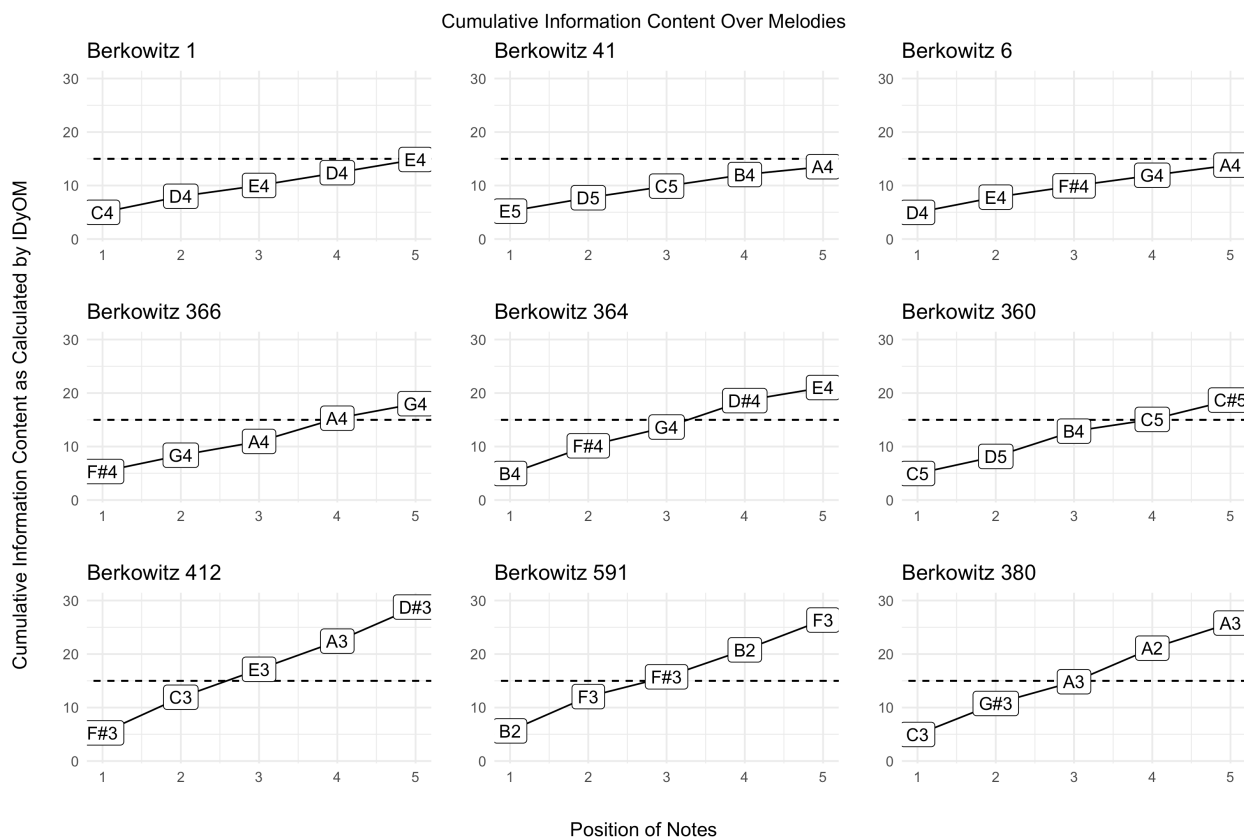 Cumulative Information Content Over Melodies
Cumulative Information Content as Calculated by IDyOM
Berkowitz 1
30
20
10
0
C4
D4
E4
D4
E4
1 2 3 4 5
Berkowitz 41
30
20
10
0
E5
D5
C5
B4
A4
1 2 3 4 5
Berkowitz 6
30
20
10
0
D4
E4
F#4
G4
A4
1 2 3 4 5
Berkowitz 366
30
20
10
0
F#4
G4
A4
A4
G4
1 2 3 4 5
Berkowitz 364
30
20
10
0
B4
F#4
G4
D#4
E4
1 2 3 4 5
Berkowitz 360
30
20
10
0
C5
D5
B4
C5
C#5
1 2 3 4 5
Berkowitz 412
30
20
10
0
F#3
C3
E3
A3
D#3
1 2 3 4 5
Berkowitz 591
30
20
10
0
B2
F3
F#3
B2
F3
1 2 3 4 5
Berkowitz 380
30
20
10
0
C3
G#3
A3
A2
A3
1 2 3 4 5
Position of Notes